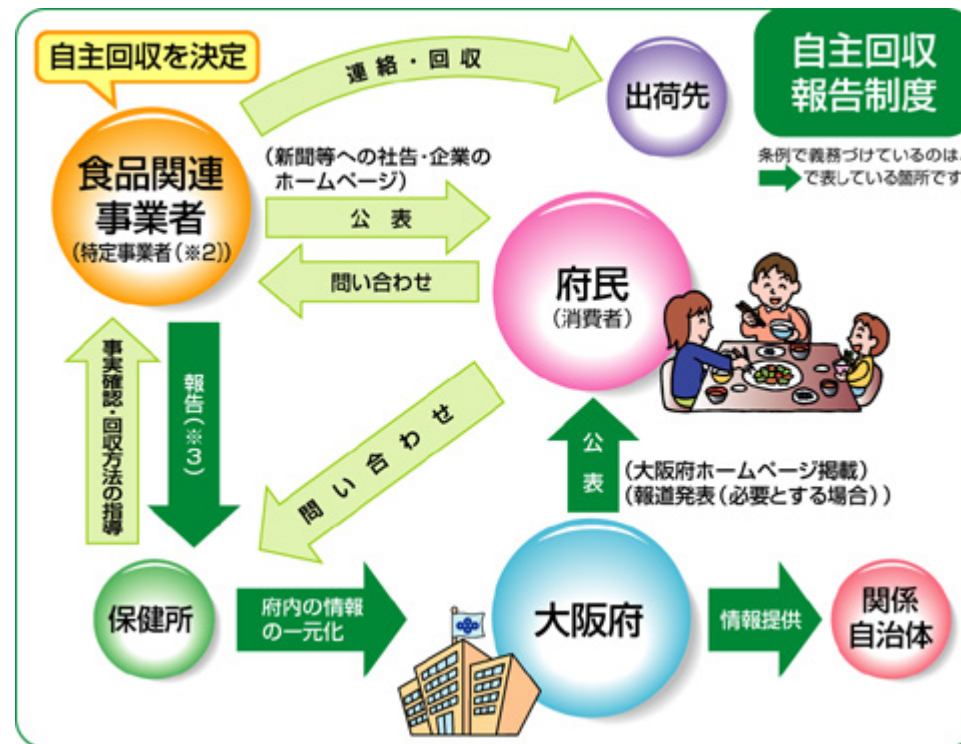 自主回収を決定
連絡・回収
出荷先
自主回収
報告制度
条例で義務づけているのは、
で表している箇所です
食品関連
事業者
(特定事業者(※2))
(新聞等への社告・企業の
ホームページ)
公表
問い合わせ
府民
(消費者)
事実確認・回収方法の指導
報告(※3)
問い合わせ
公表
(大阪府ホームページ掲載)
(報道発表(必要とする場合))
保健所
府内の情報
の一元化
大阪府
情報提供
関係
自治体